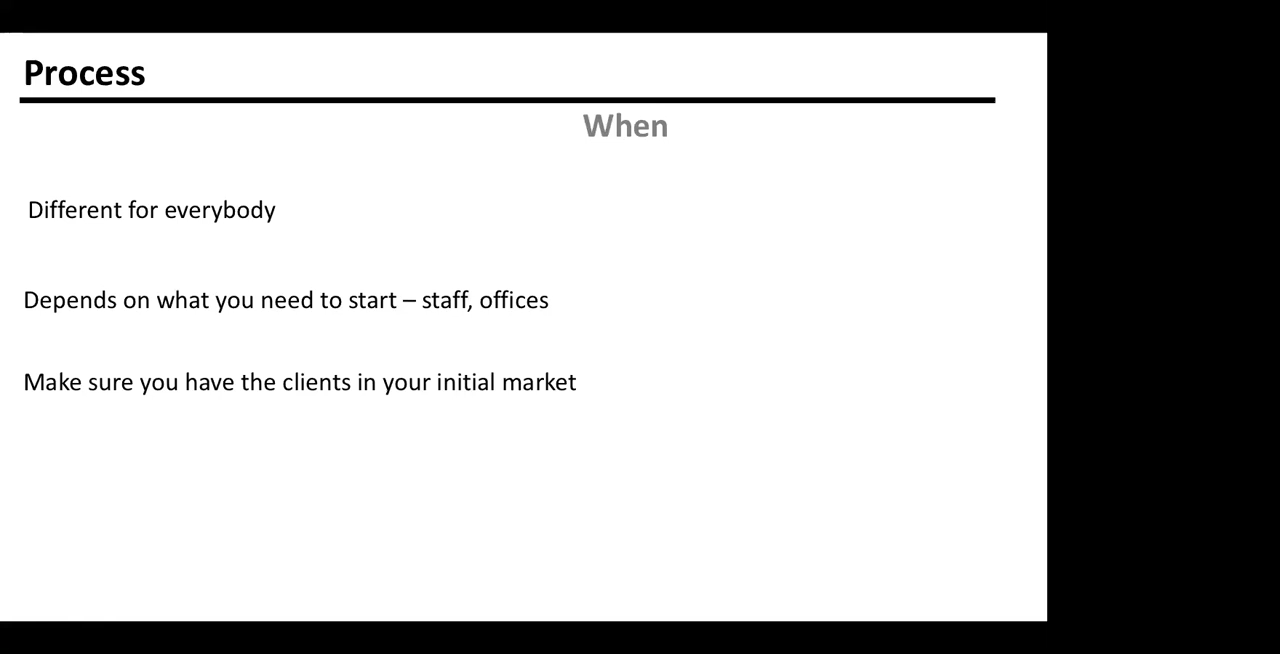 Process
When
Different for everybody
Depends on what you need to start – staff, offices
Make sure you have the clients in your initial market